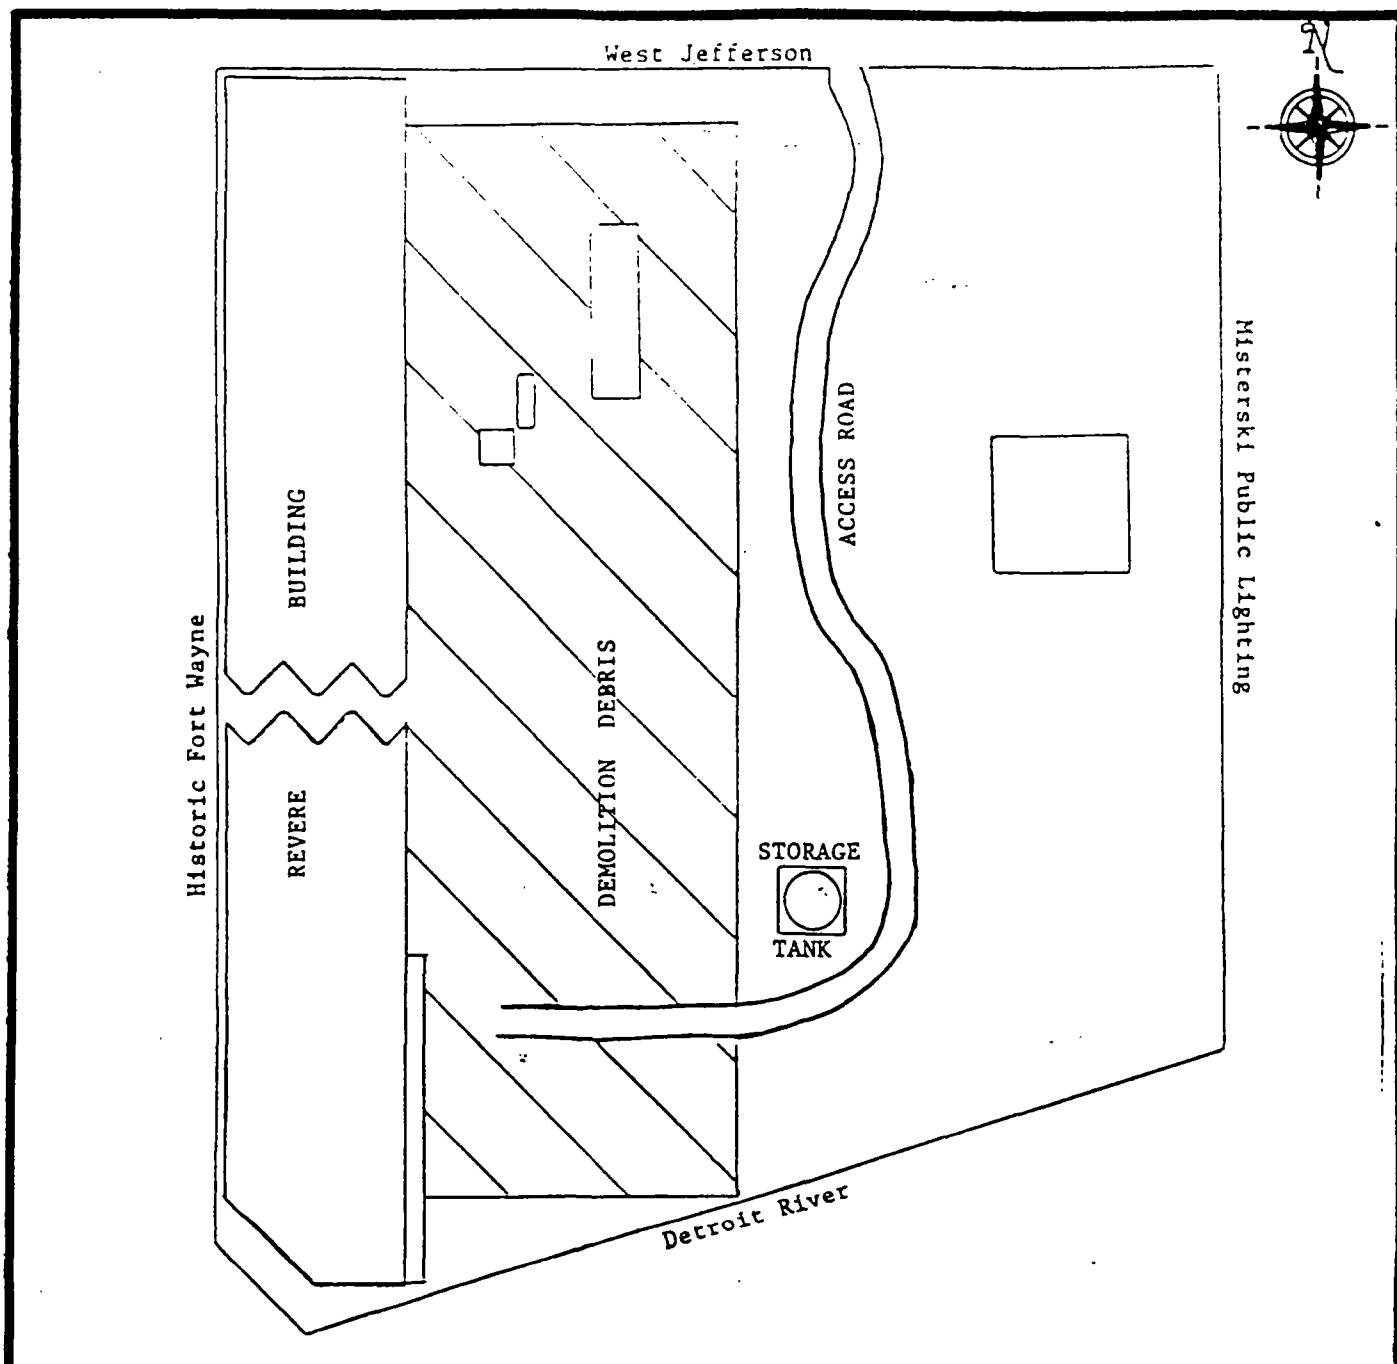 West Jefferson
N
Misterski Public Lighting
ACCESS ROAD
BUILDING
Historic Fort Wayne
DEMOLITION DEBRIS
REVERE
STORAGE
TANK
Detroit River